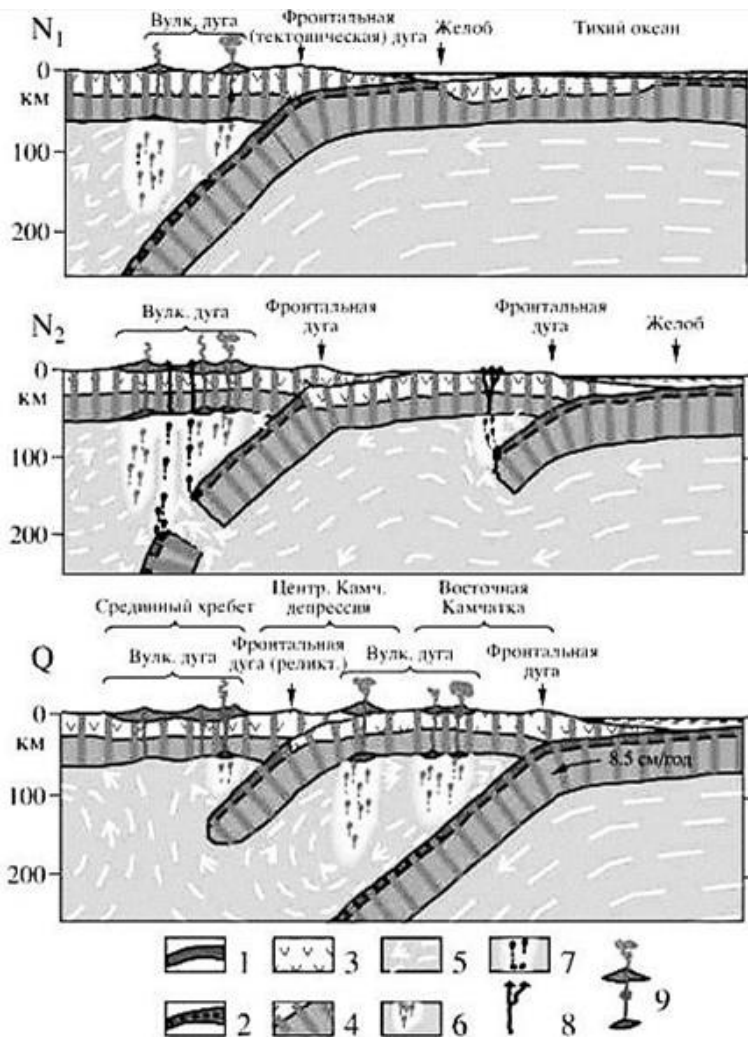 N1
Вулк. дуга
Фронтальная
(тектоническая) дуга
Желоб
Тихий океан
0
км
100
200
N2
Вулк. дуга
Фронтальная
дуга
Фронтальная
дуга
Желоб
0
км
100
200
Срединный хребет
Центр. Камч.
депрессия
Восточная
Камчатка
Q
Вулк. дуга
Фронтальная
дуга (реликт.)
Вулк. дуга
Фронтальная
дуга
0
км
100
200
8.5 см/год
1
3
5
7
9
2
4
6
8